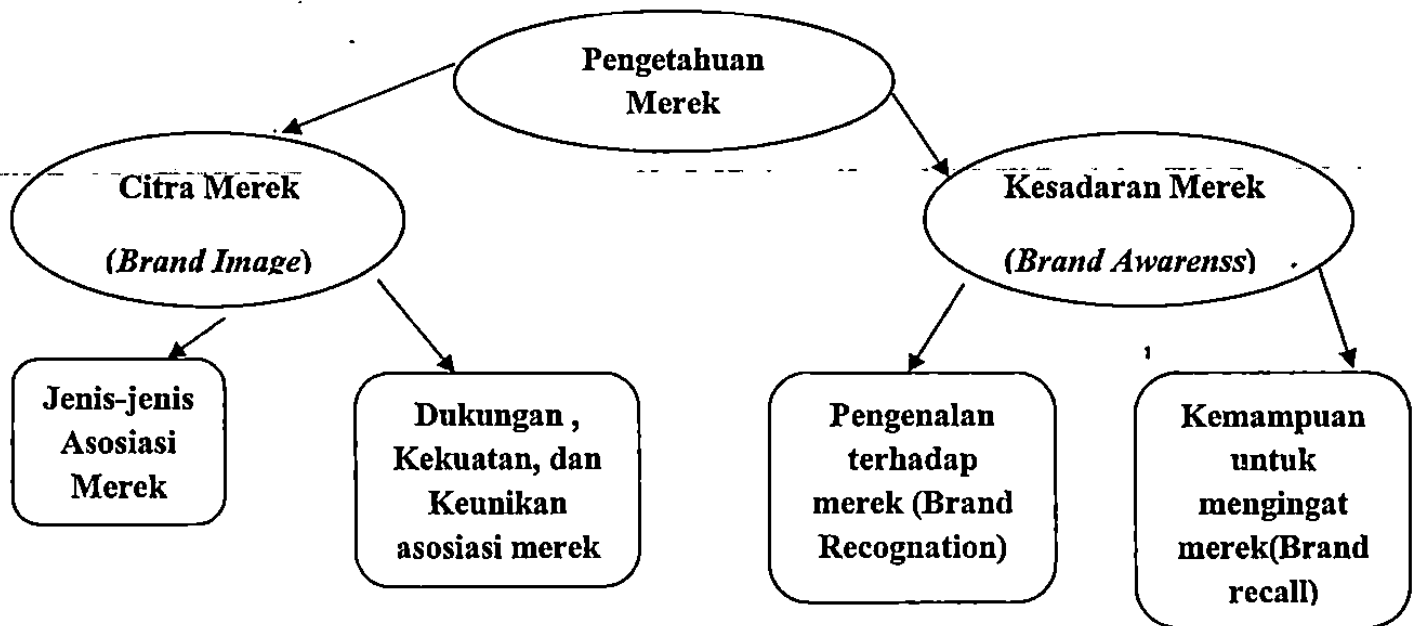 Pengetahuan
Merek
Citra Merek
(Brand Image)
Kesadaran Merek
(Brand Awarenss)
Jenis-jenis
Asosiasi
Merek
Dukungan ,
Kekuatan, dan
Keunikan
asosiasi merek
Pengenalan
terhadap
merek (Brand
Recognation)
Kemampuan
untuk
mengingat
merek(Brand
recall)